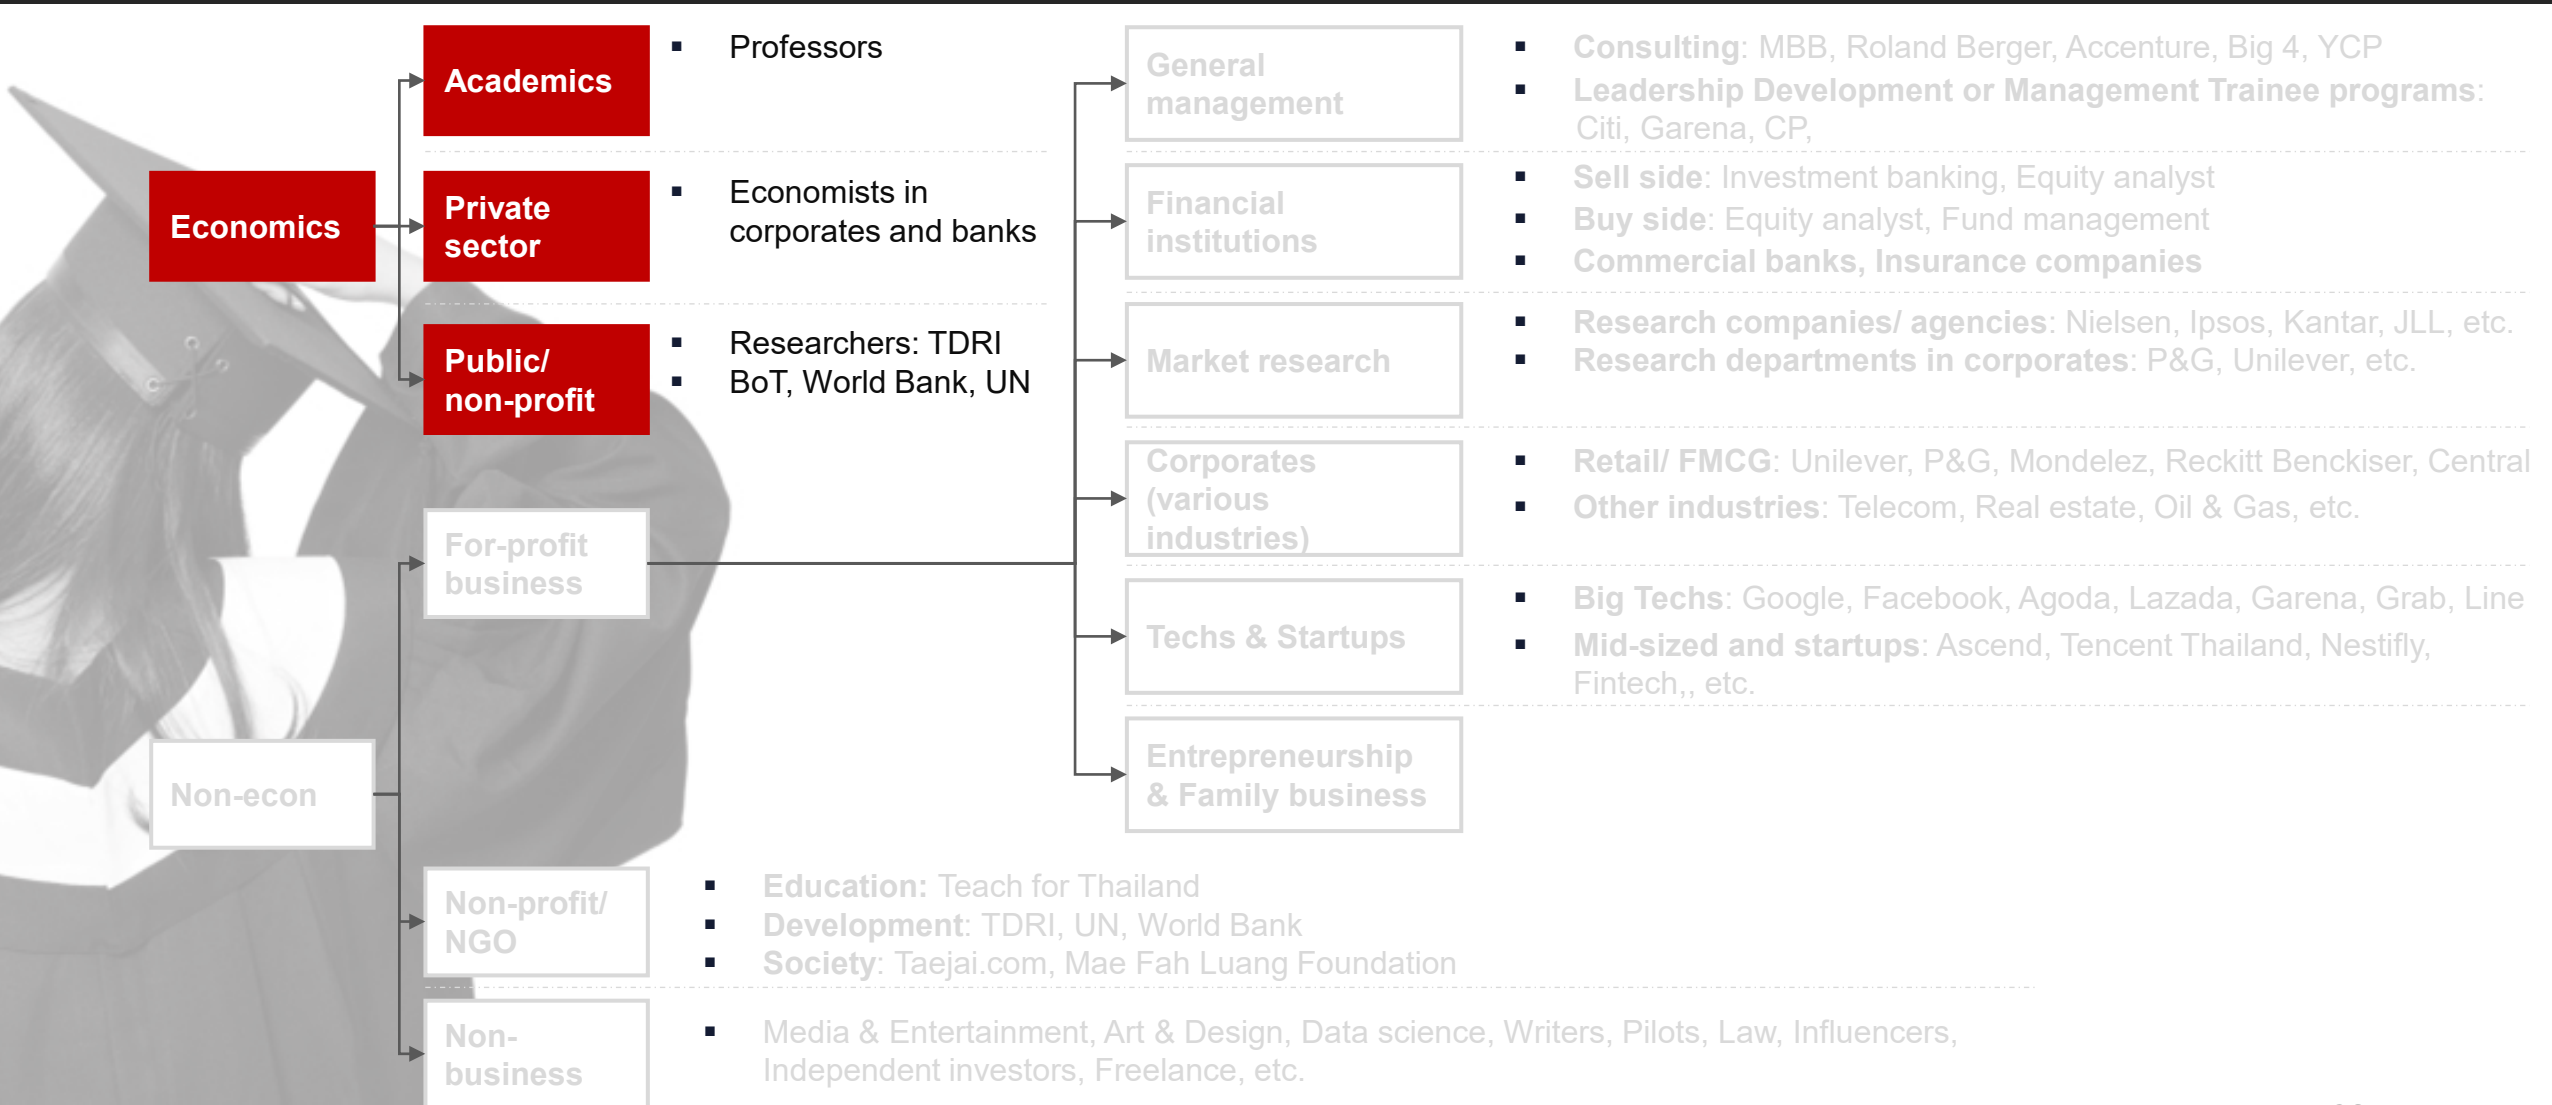 Academics
Professors
Economics
Private
sector
Economists in
corporates and banks
Public/
non-profit
Researchers: TDRI
BoT, World Bank, UN
Non-econ
For-profit
business
General
management
Consulting: MBB, Roland Berger, Accenture, Big 4, YCP
Leadership Development or Management Trainee programs:
Citi, Garena, CP,
Financial
institutions
Sell side: Investment banking, Equity analyst
Buy side: Equity analyst, Fund management
Commercial banks, Insurance companies
Market research
Research companies/ agencies: Nielsen, Ipsos, Kantar, JLL, etc.
Research departments in corporates: P&G, Unilever, etc.
Corporates
(various
industries)
Retail/ FMCG: Unilever, P&G, Mondelez, Reckitt Benckiser, Central
Other industries: Telecom, Real estate, Oil & Gas, etc.
Techs & Startups
Big Techs: Google, Facebook, Agoda, Lazada, Garena, Grab, Line
Mid-sized and startups: Ascend, Tencent Thailand, Nestifly,
Fintech,, etc.
Entrepreneurship
& Family business
Non-profit/
NGO
Education: Teach for Thailand
Development: TDRI, UN, World Bank
Society: Taejai.com, Mae Fah Luang Foundation
Non-
business
Media & Entertainment, Art & Design, Data science, Writers, Pilots, Law, Influencers,
Independent investors, Freelance, etc.